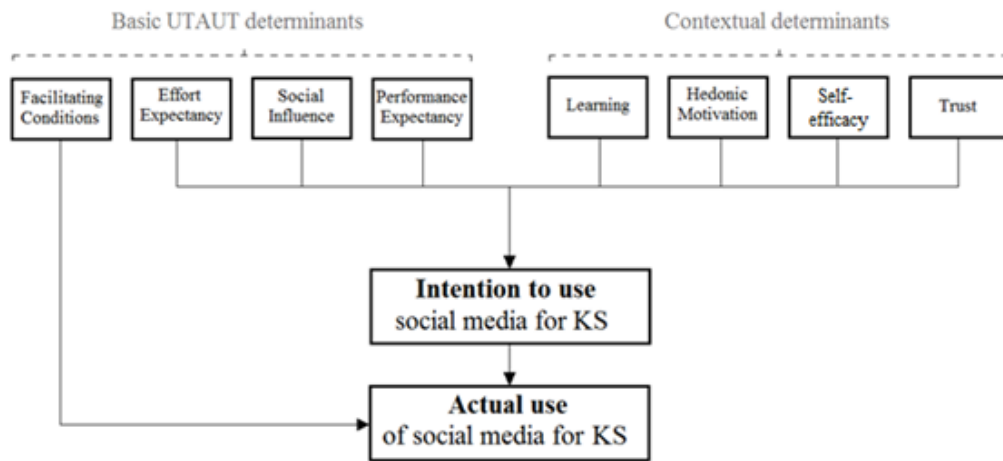 Basic UTAUT determinants
Contextual determinants
Facilitating
Conditions
Effort
Expectancy
Social
Influence
Performance
Expectancy
Learning
Hedonic
Motivation
Self-
efficacy
Trust
Intention to use
social media for KS
Actual use
of social media for KS